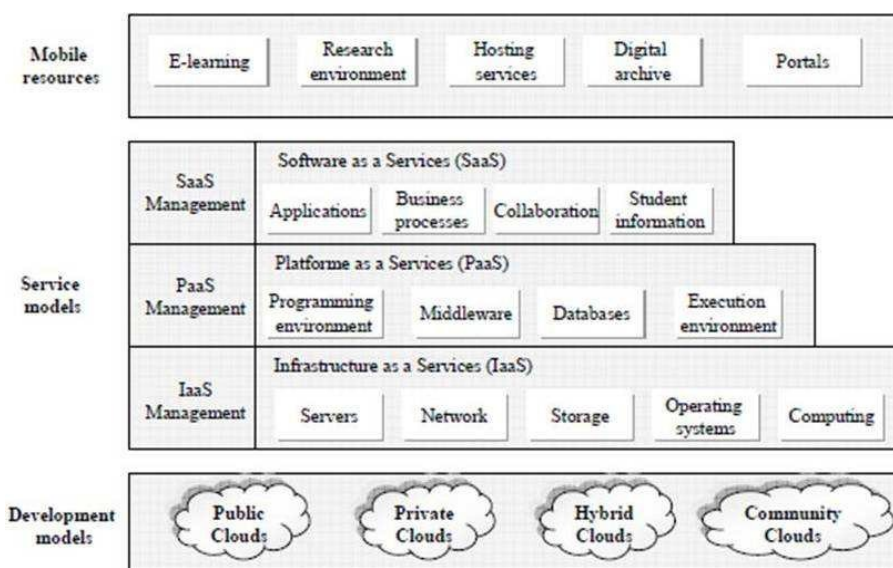 Mobile
resources
E-learning
Research
environment
Hosting
services
Digital
archive
Portals
Service
models
SaaS
Management
Software as a Services (SaaS)
Applications
Business
processes
Collaboration
Student
information
PaaS
Management
Platforme as a Services (PaaS)
Programming
environment
Middleware
Databases
Execution
environment
IaaS
Management
Infrastructure as a Services (IaaS)
Servers
Network
Storage
Operating
systems
Computing
Development
models
Public
Clouds
Private
Clouds
Hybrid
Clouds
Community
Clouds